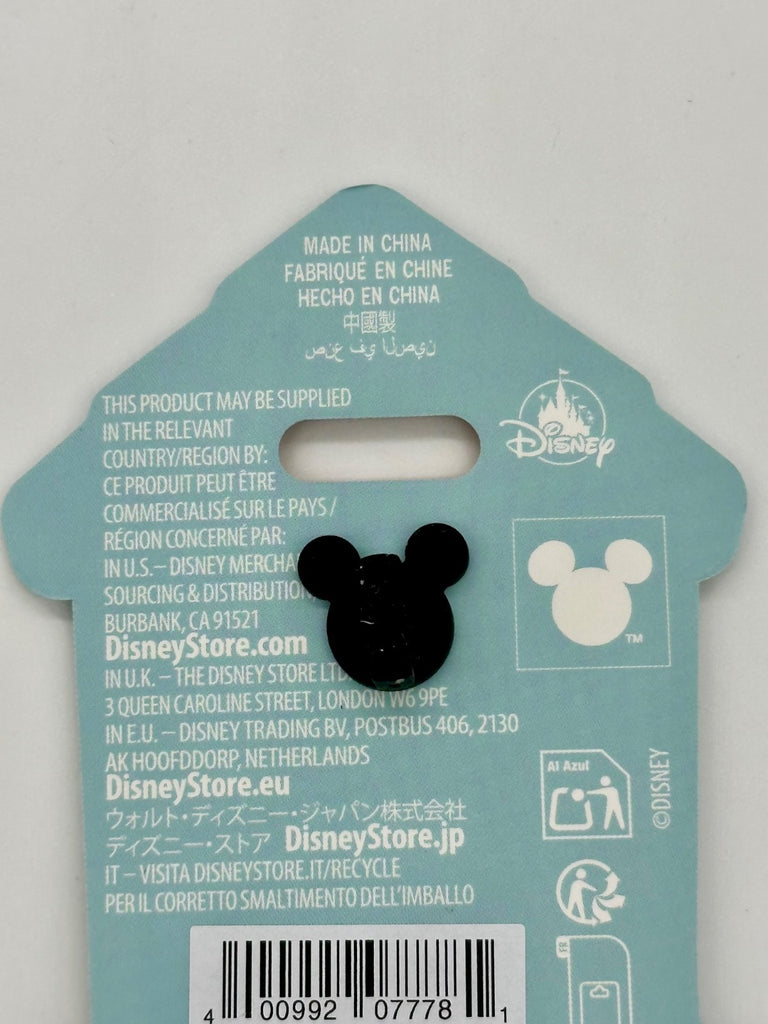 MADE IN CHINA
FABRIQUÉ EN CHINE
HECHO EN CHINA
中國製
صنع في الصين
THIS PRODUCT MAY BE SUPPLIED
IN THE RELEVANT
COUNTRY/REGION BY:
CE PRODUIT PEUT ÊTRE
COMMERCIALISÉ SUR LE PAYS /
RÉGION CONCERNÉ PAR:
IN U.S. – DISNEY
SOURCING & DISTRIBUTION
BURBANK, CA 91521
DisneyStore.com
IN U.K. – THE DISNEY STORE LTD
3 QUEEN CAROLINE STREET, LONDON W6 9PE
IN E.U. – DISNEY TRADING BV, POSTBUS 406, 2130
AK HOOFDDORP, NETHERLANDS
DisneyStore.eu
ウォルト・ディズニー・ジャパン株式会社
ディズニー・ストア DisneyStore.jp
IT – VISITA DISNEYSTORE.IT/RECYCLE
PER IL CORRETTO SMALTIMENTO DELL'IMBALLO
Disney
TM
Al Azul
©DISNEY
FR
4 00992 07778 1